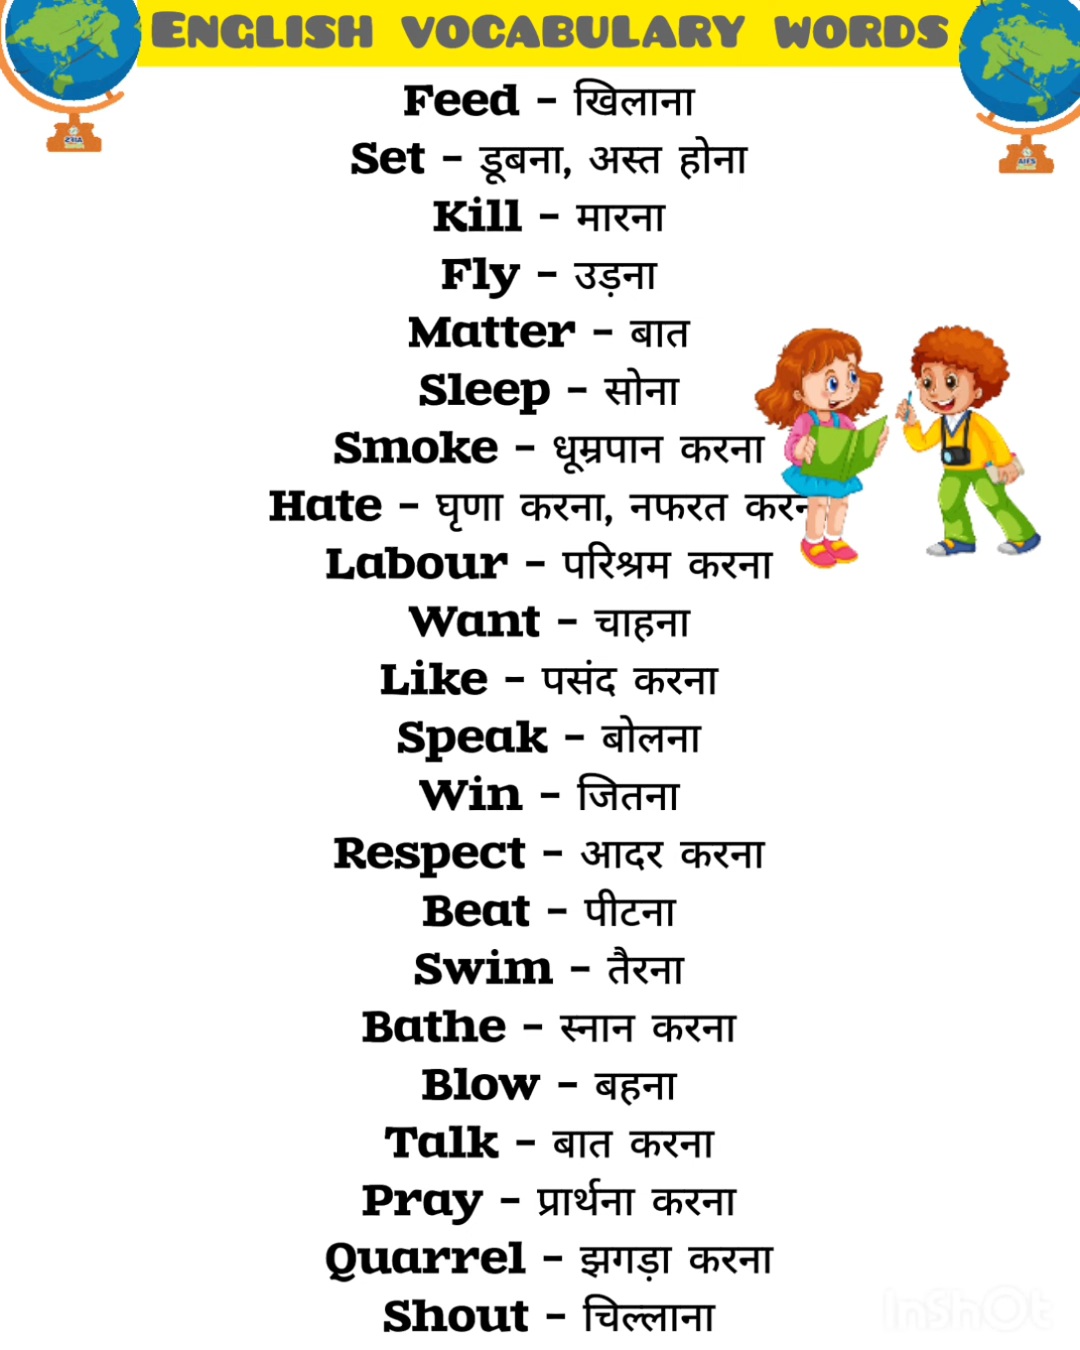 ENGLISH VOCABULARY WORDS
Feed - खिलाना
Set - डूबना, अस्त होना
Kill - मारना
Fly - उड़ना
Matter - बात
Sleep - सोना
Smoke - धूम्रपान करना
Hate - घृणा करना, नफरत करन
Labour - परिश्रम करना
Want - चाहना
Like - पसंद करना
Speak - बोलना
Win - जितना
Respect - आदर करना
Beat - पीटना
Swim - तैरना
Bathe - स्नान करना
Blow - बहना
Talk - बात करना
Pray - प्रार्थना करना
Quarrel - झगड़ा करना
Shout - चिल्लाना
InShOt